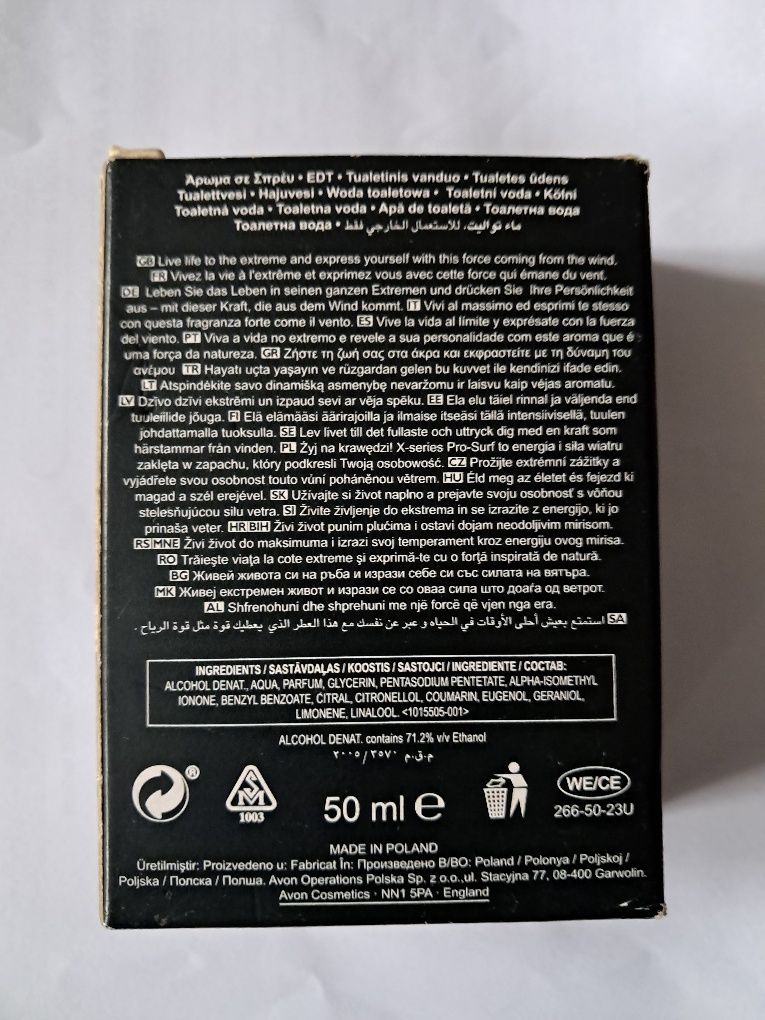 Άρωμα σε Σπρέυ • EDT • Tualetinis vanduo • Tualetes ūdens
Tualettvesi • Hajuvesi • Woda toaletowa • Toaletní voda • Kölni
Toaletná voda • Toaletna voda • Apă de toaletă • Тоалетна вода
Тоалетна вода • ماء تواليت. للاستعمال الخارجي فقط
GB Live life to the extreme and express yourself with this force coming from the wind.
FR Vivez la vie à l'extrême et exprimez vous avec cette force qui émane du vent.
DE Leben Sie das Leben in seinen ganzen Extremen und drücken Sie Ihre Persönlichkeit
aus – mit dieser Kraft, die aus dem Wind kommt. IT Vivi al massimo ed esprimi te stesso
con questa fragranza forte come il vento. ES Vive la vida al límite y exprésate con la fuerza
del viento. PT Viva a vida no extremo e revele a sua personalidade com este aroma que é
uma força da natureza. GR Ζήστε τη ζωή σας στα άκρα και εκφραστείτε με τη δύναμη του
ανέμου TR Hayatı uçta yaşayın ve rüzgardan gelen bu kuvvet ile kendinizi ifade edin.
LT Atspindėkite savo dinamišką asmenybę nevaržomu ir laisvu kaip vėjas aromatu.
LV Dzīvo dzīvi ekstrēmi un izpaud sevi ar vēja spēku. EE Ela elu täiel rinnal ja väljenda end
tuuleiilide jõuga. FI Elä elämääsi äärirajoilla ja ilmaise itseäsi tällä intensiivisellä, tuulen
johdattamalla tuoksulla. SE Lev livet till det fullaste och uttryck dig med en kraft som
härstammar från vinden. PL Żyj na krawędzi! X-series Pro-Surf to energia i siła wiatru
zaklęta w zapachu, który podkresli Twoją osobowość. CZ Prožijte extrémní zážitky a
vyjádřete svou osobnost touto vůní poháněnou větrem. HU Éld meg az életet és fejezd ki
magad a szél erejével. SK Užívajte si život naplno a prejavte svoju osobnosť s vôňou
stelesňujúcou silu vetra. SI Živite življenje do ekstrema in se izrazite z energijo, ki jo
prinaša veter. HR BIH Živi život punim plućima i ostavi dojam neodoljivim mirisom.
RS MNE Živi život do maksimuma i izrazi svoj temperament kroz energiju ovog mirisa.
RO Trăieşte viaţa la cote extreme şi exprimă-te cu o forţă inspirată de natură.
BG Живей живота си на ръба и изрази себе си със силата на вятъра.
MK Живеј екстремен живот и изрази се со оваа сила што доаѓа од ветрот.
AL Shfrenohuni dhe shprehuni me një forcë që vjen nga era.
SA استمتع بعيش أحلى الأوقات في الحياه و عبر عن نفسك مع هذا العطر الذي يعطيك قوة مثل قوة الرياح .
INGREDIENTS / SASTĀVDAĻAS / KOOSTIS / SASTOJCI / INGREDIENTE / СОСТАВ:
ALCOHOL DENAT., AQUA, PARFUM, GLYCERIN, PENTASODIUM PENTETATE, ALPHA-ISOMETHYL
IONONE, BENZYL BENZOATE, CITRAL, CITRONELLOL, COUMARIN, EUGENOL, GERANIOL,
LIMONENE, LINALOOL. <1015505-001>
ALCOHOL DENAT. contains 71.2% v/v Ethanol
م.ق.م ٣٥٧٠ / ٢٠٠٥
®
SM
1003
50 ml e
WE/CE
266-50-23U
MADE IN POLAND
Üretilmiştir: Proizvedeno u: Fabricat În: Произведено В/ВО: Poland / Polonya / Poljskoj /
Poljska / Полска / Полша. Avon Operations Polska Sp. z o.o.,ul. Stacyjna 77, 08-400 Garwolin.
Avon Cosmetics · NN1 5PA · England